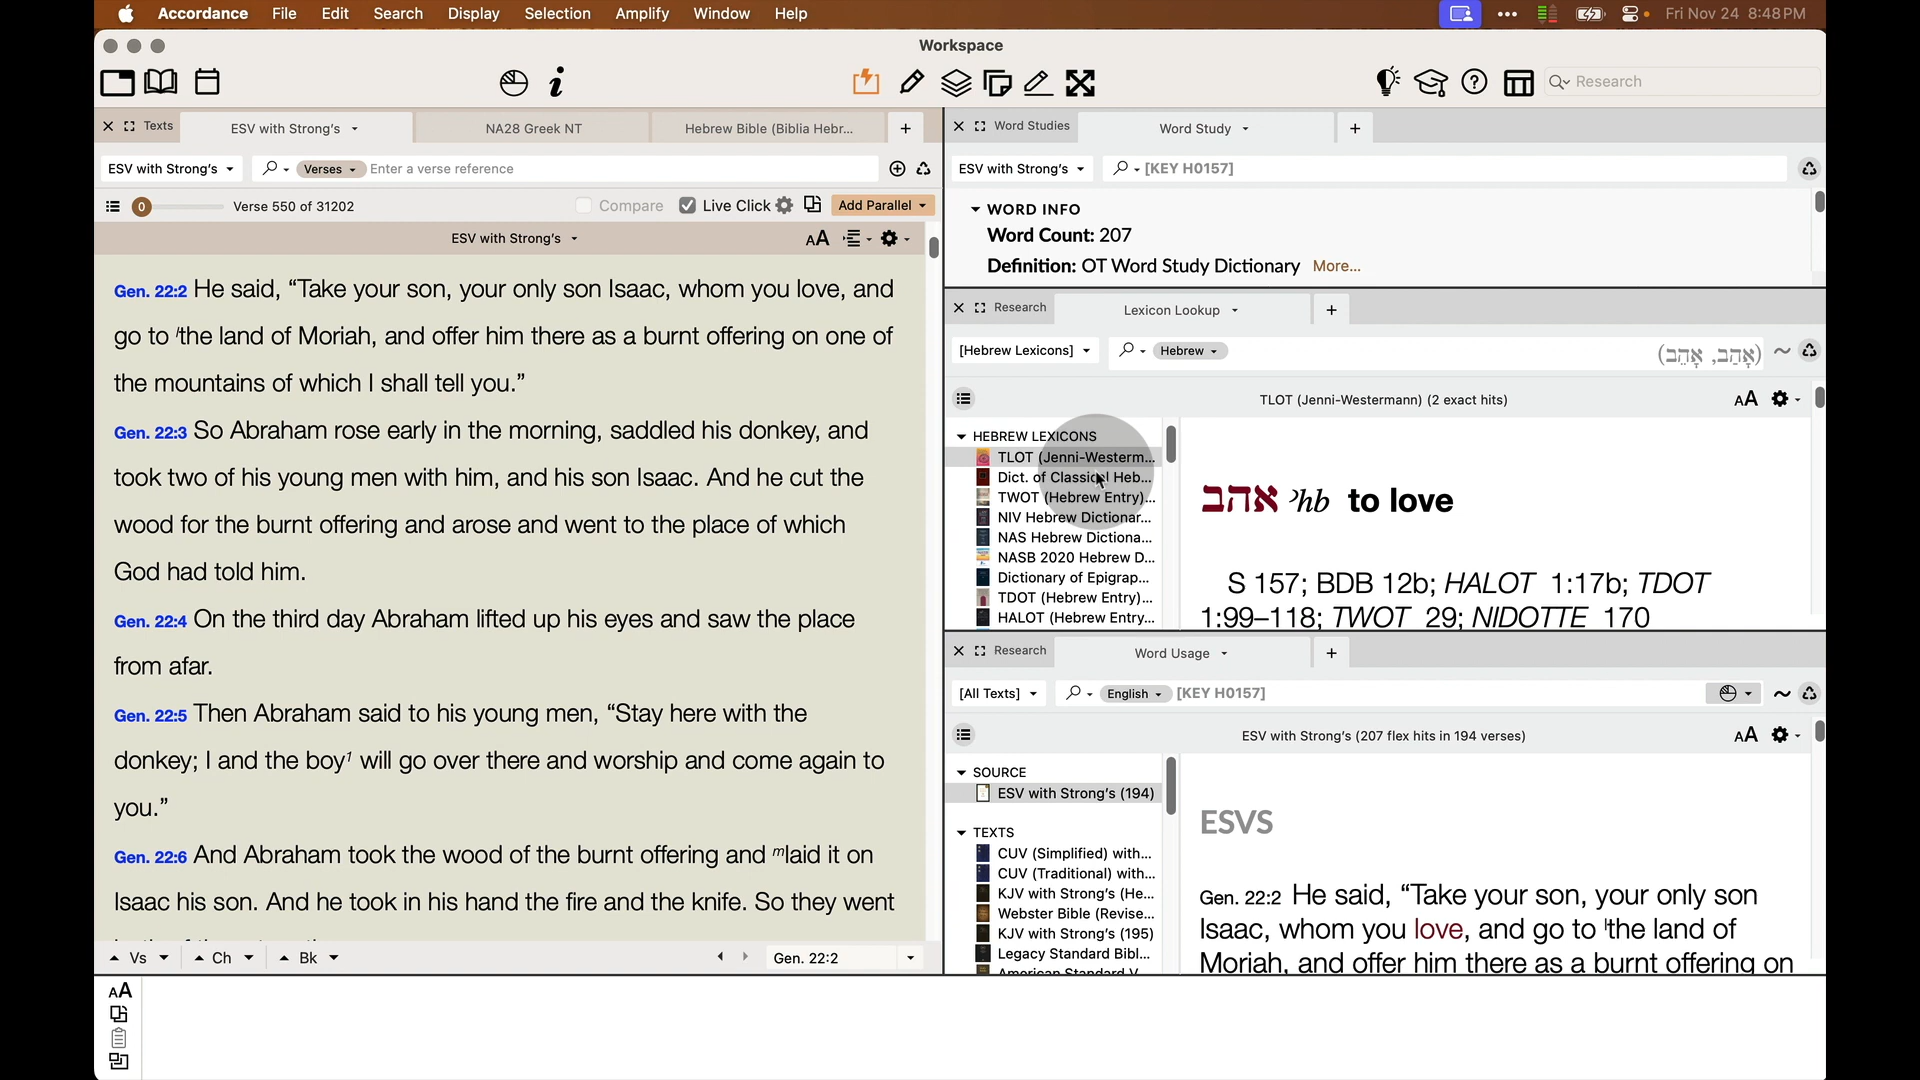 Accordance File Edit Search Display Selection Amplify Window Help Fri Nov 24 8:48 PM
Workspace
Research
Texts ESV with Strong's NA28 Greek NT Hebrew Bible (Biblia Hebr... +
ESV with Strong's Verses Enter a verse reference
0 Verse 550 of 31202 Compare Live Click Add Parallel
ESV with Strong's AA
Gen. 22:2 He said, “Take your son, your only son Isaac, whom you love, and
go to lthe land of Moriah, and offer him there as a burnt offering on one of
the mountains of which I shall tell you.”
Gen. 22:3 So Abraham rose early in the morning, saddled his donkey, and
took two of his young men with him, and his son Isaac. And he cut the
wood for the burnt offering and arose and went to the place of which
God had told him.
Gen. 22:4 On the third day Abraham lifted up his eyes and saw the place
from afar.
Gen. 22:5 Then Abraham said to his young men, “Stay here with the
donkey; I and the boy1 will go over there and worship and come again to
you.”
Gen. 22:6 And Abraham took the wood of the burnt offering and mlaid it on
Isaac his son. And he took in his hand the fire and the knife. So they went
Vs Ch Bk Gen. 22:2
AA
Word Studies Word Study +
ESV with Strong's [KEY H0157]
WORD INFO
Word Count: 207
Definition: OT Word Study Dictionary More...
Research Lexicon Lookup +
[Hebrew Lexicons] Hebrew (אָהַב, אָהֵב)
TLOT (Jenni-Westermann) (2 exact hits) AA
HEBREW LEXICONS
TLOT (Jenni-Westerm...
Dict. of Classical Heb...
TWOT (Hebrew Entry)...
NIV Hebrew Dictionar...
NAS Hebrew Dictiona...
NASB 2020 Hebrew D...
Dictionary of Epigrap...
TDOT (Hebrew Entry)...
HALOT (Hebrew Entry...
אהב ʾhb to love
S 157; BDB 12b; HALOT 1:17b; TDOT
1:99–118; TWOT 29; NIDOTTE 170
Research Word Usage +
[All Texts] English [KEY H0157]
ESV with Strong's (207 flex hits in 194 verses) AA
SOURCE
ESV with Strong's (194)
TEXTS
CUV (Simplified) with...
CUV (Traditional) with...
KJV with Strong's (He...
Webster Bible (Revise...
KJV with Strong's (195)
Legacy Standard Bibl...
American Standard V...
ESVS
Gen. 22:2 He said, “Take your son, your only son
Isaac, whom you love, and go to lthe land of
Moriah, and offer him there as a burnt offering on